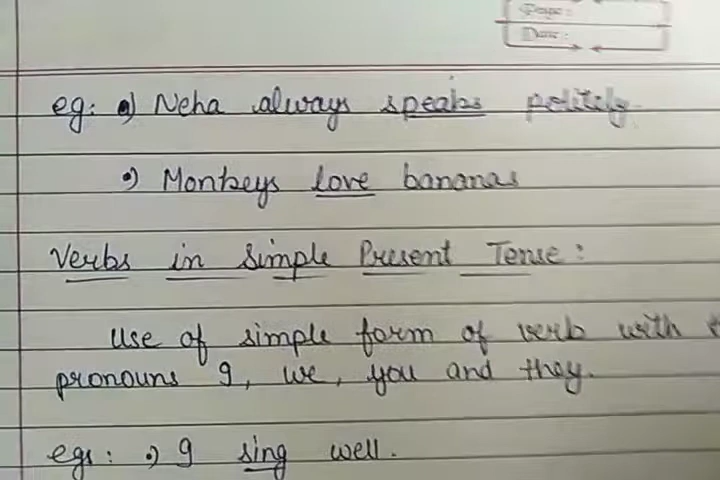 Page :
Date :
eg: •) Neha always speaks politely.
•) Monkeys love bananas
Verbs in Simple Present Tense :
Use of simple form of verb with
pronouns I, we, you and they.
egs : •) I sing well.